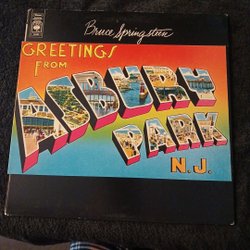 Bruce Springsteen
GREETINGS
FROM
ASBURY
PARK
N.J.